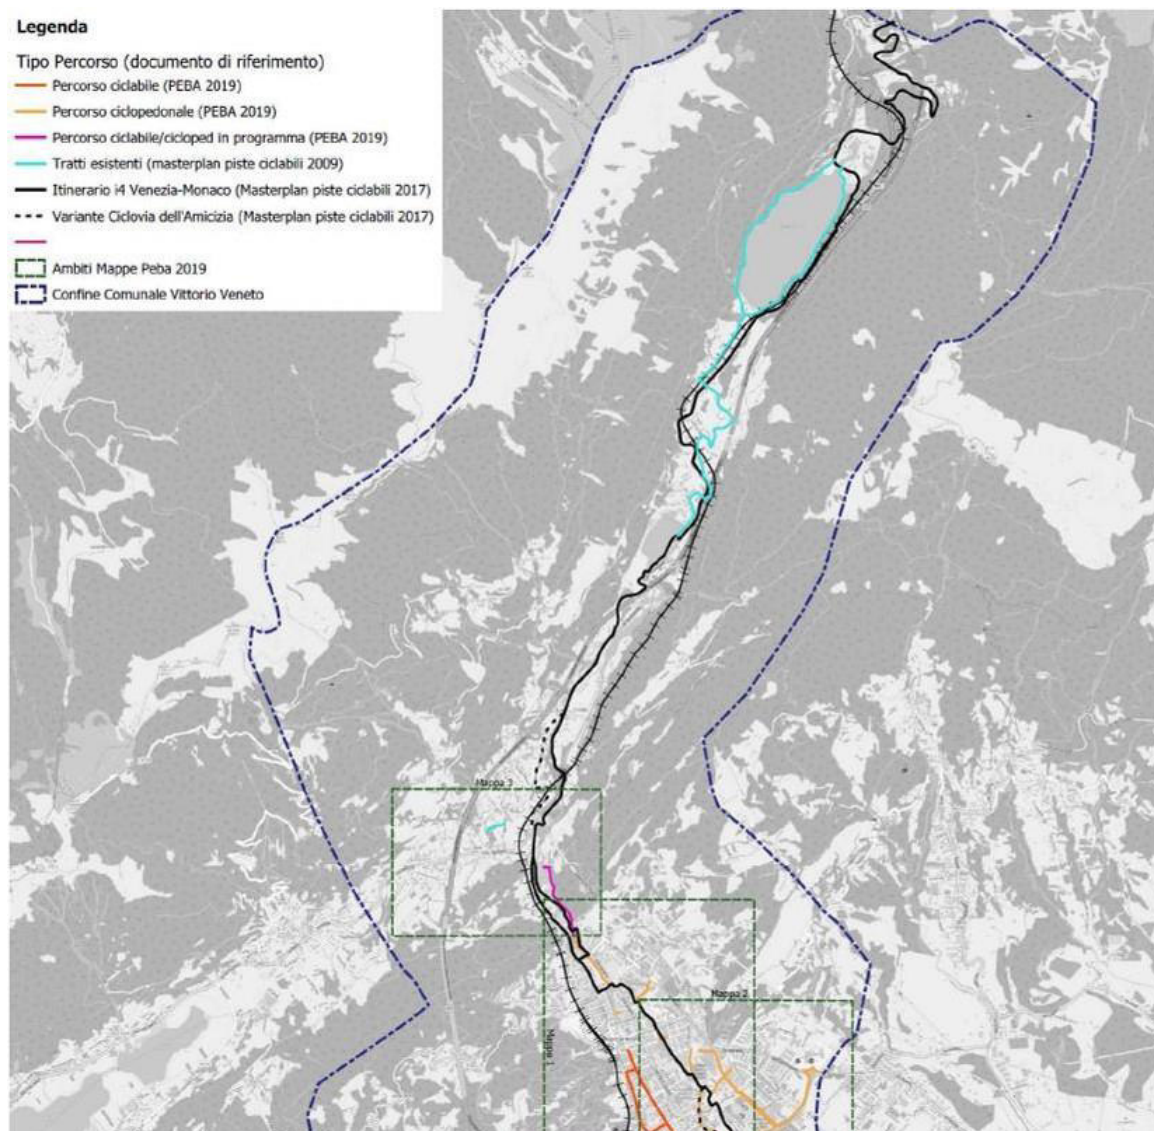 Legenda
Tipo Percorso (documento di riferimento)
Percorso ciclabile (PEBA 2019)
Percorso ciclopedonale (PEBA 2019)
Percorso ciclabile/cicloped in programma (PEBA 2019)
Tratti esistenti (masterplan piste ciclabili 2009)
Itinerario i4 Venezia-Monaco (Masterplan piste ciclabili 2017)
Variante Ciclovia dell'Amicizia (Masterplan piste ciclabili 2017)
Ambiti Mappe Peba 2019
Confine Comunale Vittorio Veneto
Mappa 3
Mappa 2
Mappa 1